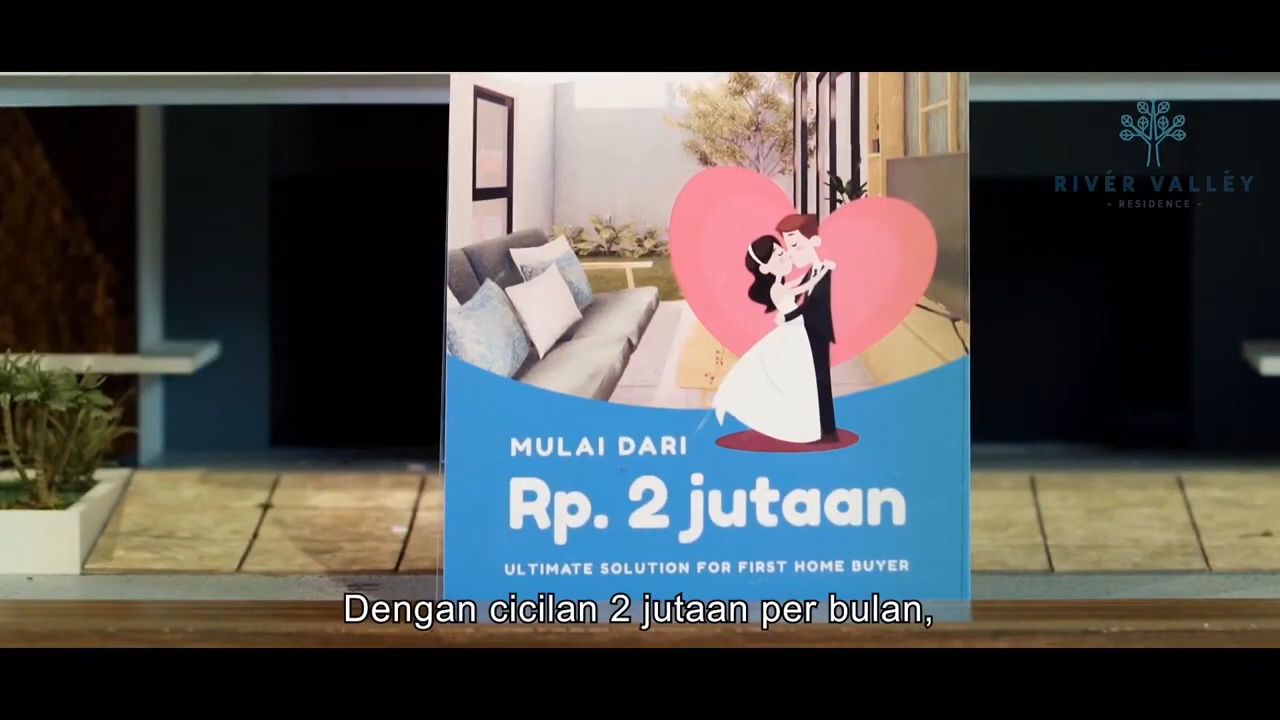 RIVÉR VALLÉY
- RESIDENCE -
MULAI DARI
Rp. 2 jutaan
ULTIMATE SOLUTION FOR FIRST HOME BUYER
Dengan cicilan 2 jutaan per bulan,